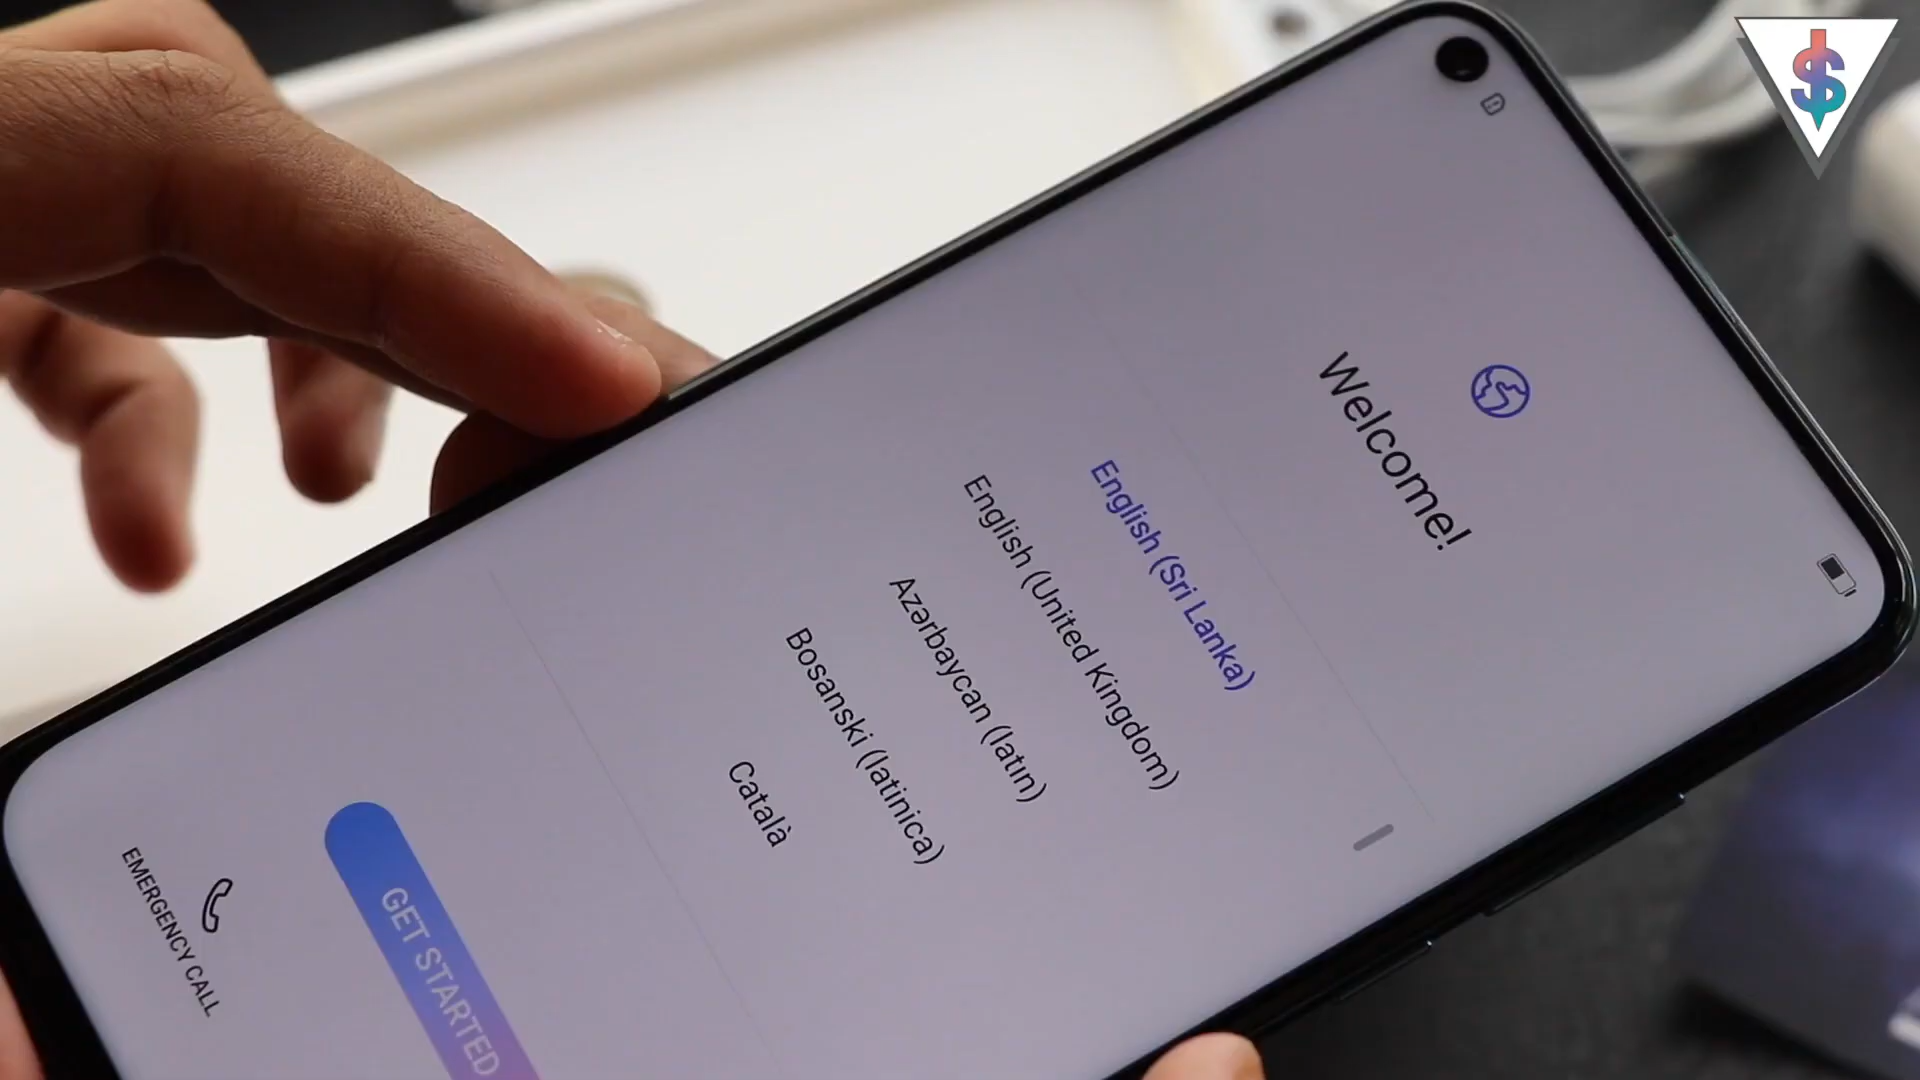 Welcome!
English (Sri Lanka)
English (United Kingdom)
Azərbaycan (latın)
Bosanski (latinica)
Català
GET STARTED
EMERGENCY CALL
$